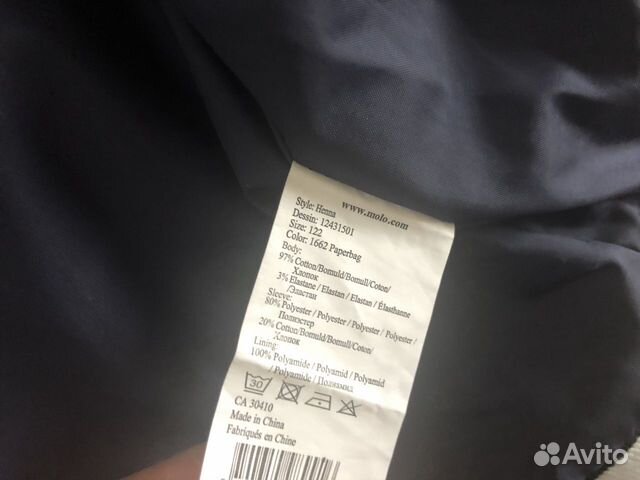 www.molo.com
Style: Henna
Dessin: 12431501
Size: 122
Color: 1662 Paperbag
Body:
97% Cotton/Bomuld/Bomull/Coton/
Хлопок
3% Elastane / Elastan / Elastan / Élasthanne
/Эластан
Sleeve:
80% Polyester / Polyester / Polyester / Polyester /
Полиэстер
20% Cotton/Bomuld/Bomull/Coton/
Хлопок
Lining:
100% Polyamide / Polyamid / Polyamid
/ Polyamide / Полиамид
30
CA 30410
Made in China
Fabriqués en Chine
Avito